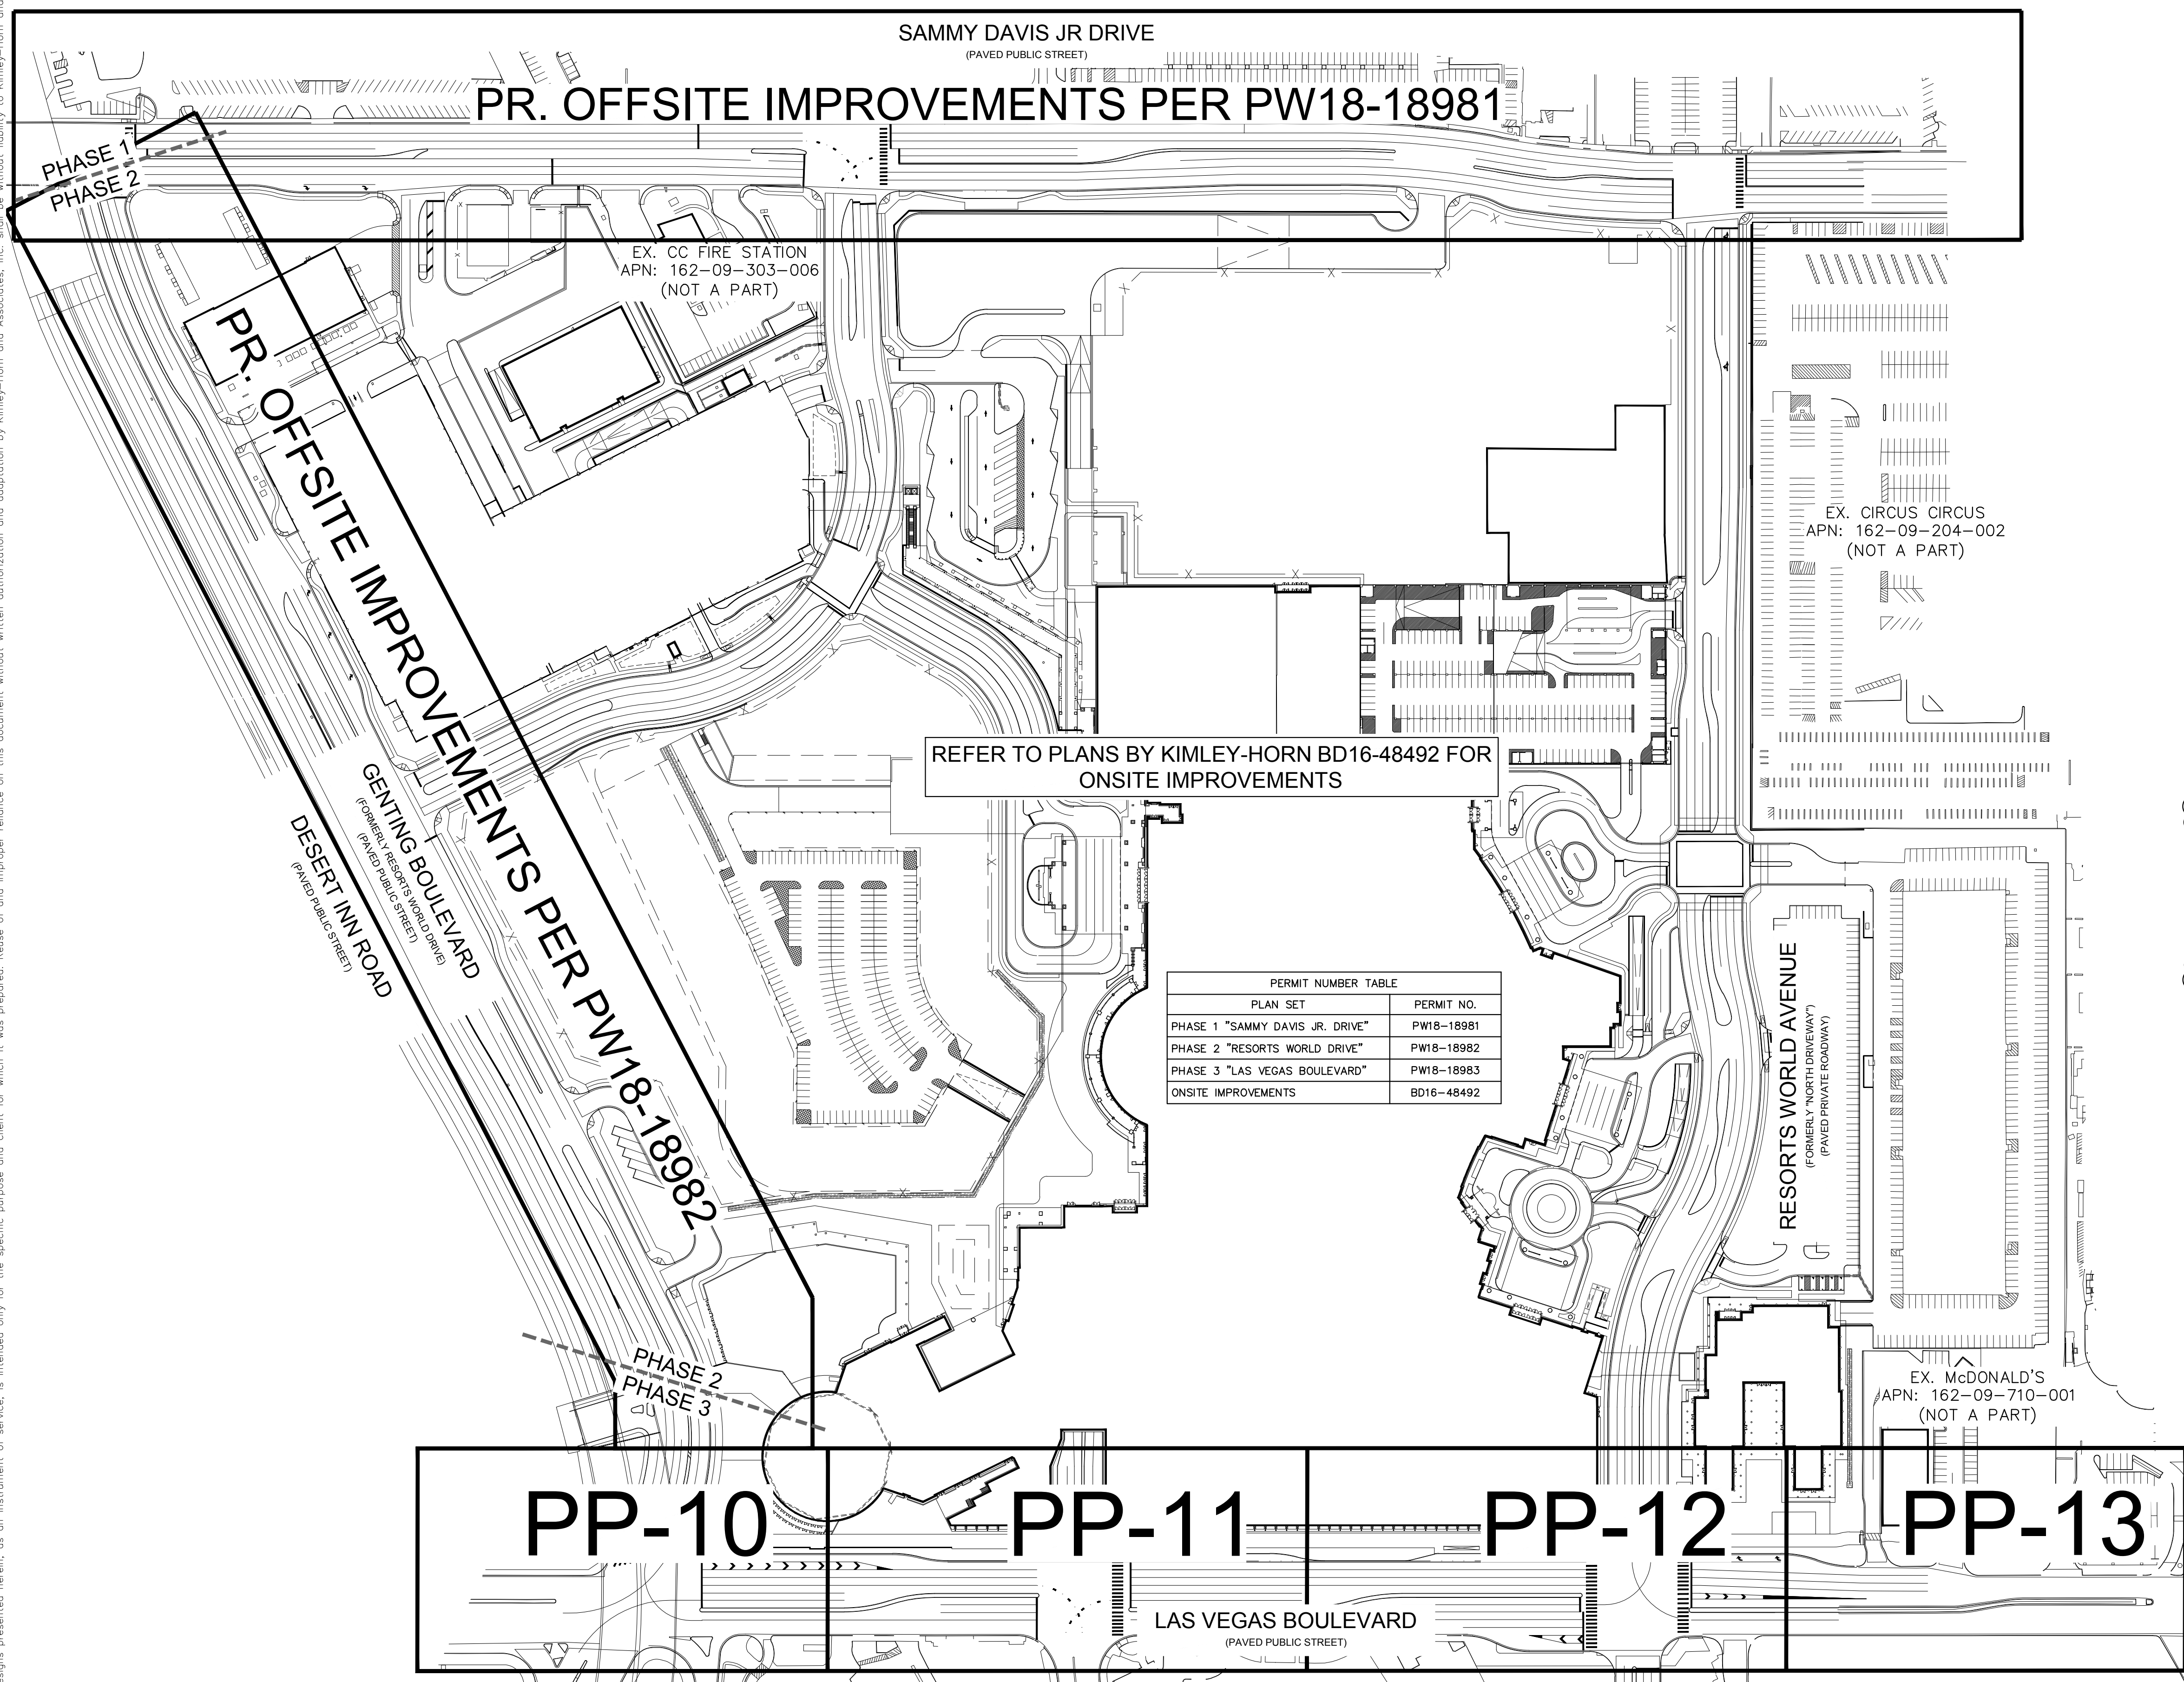 SAMMY DAVIS JR DRIVE
(PAVED PUBLIC STREET)
PR. OFFSITE IMPROVEMENTS PER PW18-18981
PHASE 1
PHASE 2
EX. CC FIRE STATION
APN: 162-09-303-006
(NOT A PART)
PR. OFFSITE IMPROVEMENTS PER PW18-18982
EX. CIRCUS CIRCUS
APN: 162-09-204-002
(NOT A PART)
REFER TO PLANS BY KIMLEY-HORN BD16-48492 FOR
ONSITE IMPROVEMENTS
GENTING BOULEVARD
(FORMERLY RESORTS WORLD DRIVE)
(PAVED PUBLIC STREET)
DESERT INN ROAD
(PAVED PUBLIC STREET)
PERMIT NUMBER TABLE
PLAN SET PERMIT NO.
PHASE 1 "SAMMY DAVIS JR. DRIVE" PW18-18981
PHASE 2 "RESORTS WORLD DRIVE" PW18-18982
PHASE 3 "LAS VEGAS BOULEVARD" PW18-18983
ONSITE IMPROVEMENTS BD16-48492
RESORTS WORLD AVENUE
(FORMERLY "NORTH DRIVEWAY")
(PAVED PRIVATE ROADWAY)
PHASE 2
PHASE 3
EX. McDONALD'S
APN: 162-09-710-001
(NOT A PART)
PP-10
PP-11
PP-12
PP-13
LAS VEGAS BOULEVARD
(PAVED PUBLIC STREET)